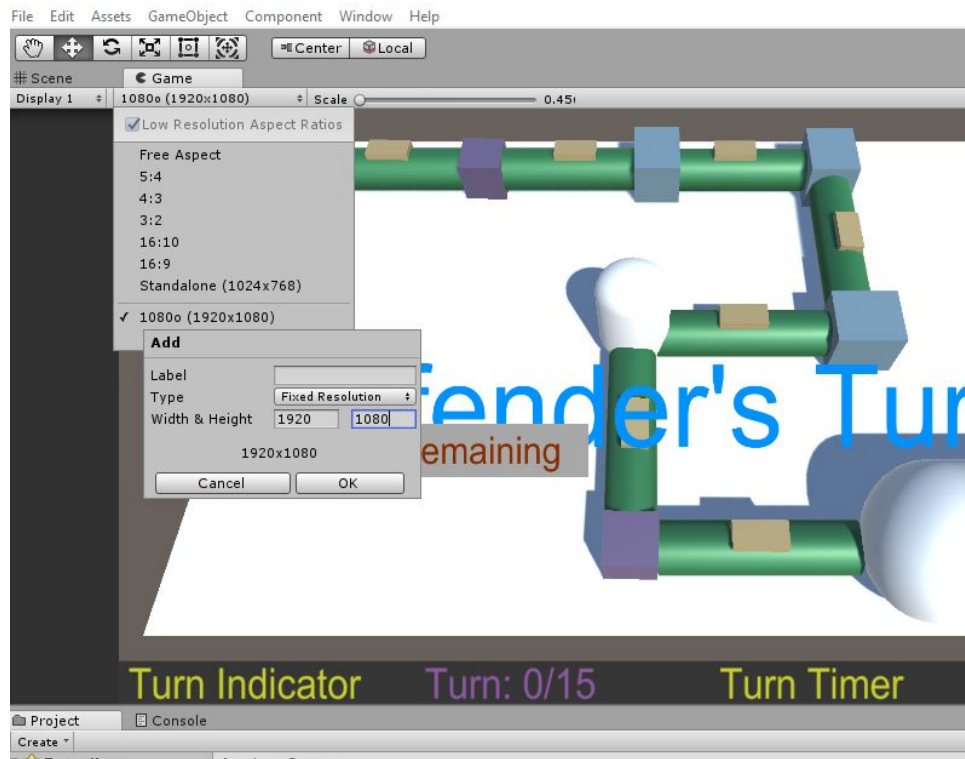 File Edit Assets GameObject Component Window Help
Center Local
Scene Game
Display 1 1080o (1920x1080) Scale 0.45
Low Resolution Aspect Ratios
Free Aspect
5:4
4:3
3:2
16:10
16:9
Standalone (1024x768)
1080o (1920x1080)
Add
Label
Type Fixed Resolution
Width & Height 1920 1080
1920x1080
Cancel OK
fender's Tur
emaining
Turn Indicator Turn: 0/15 Turn Timer
Project Console
Create